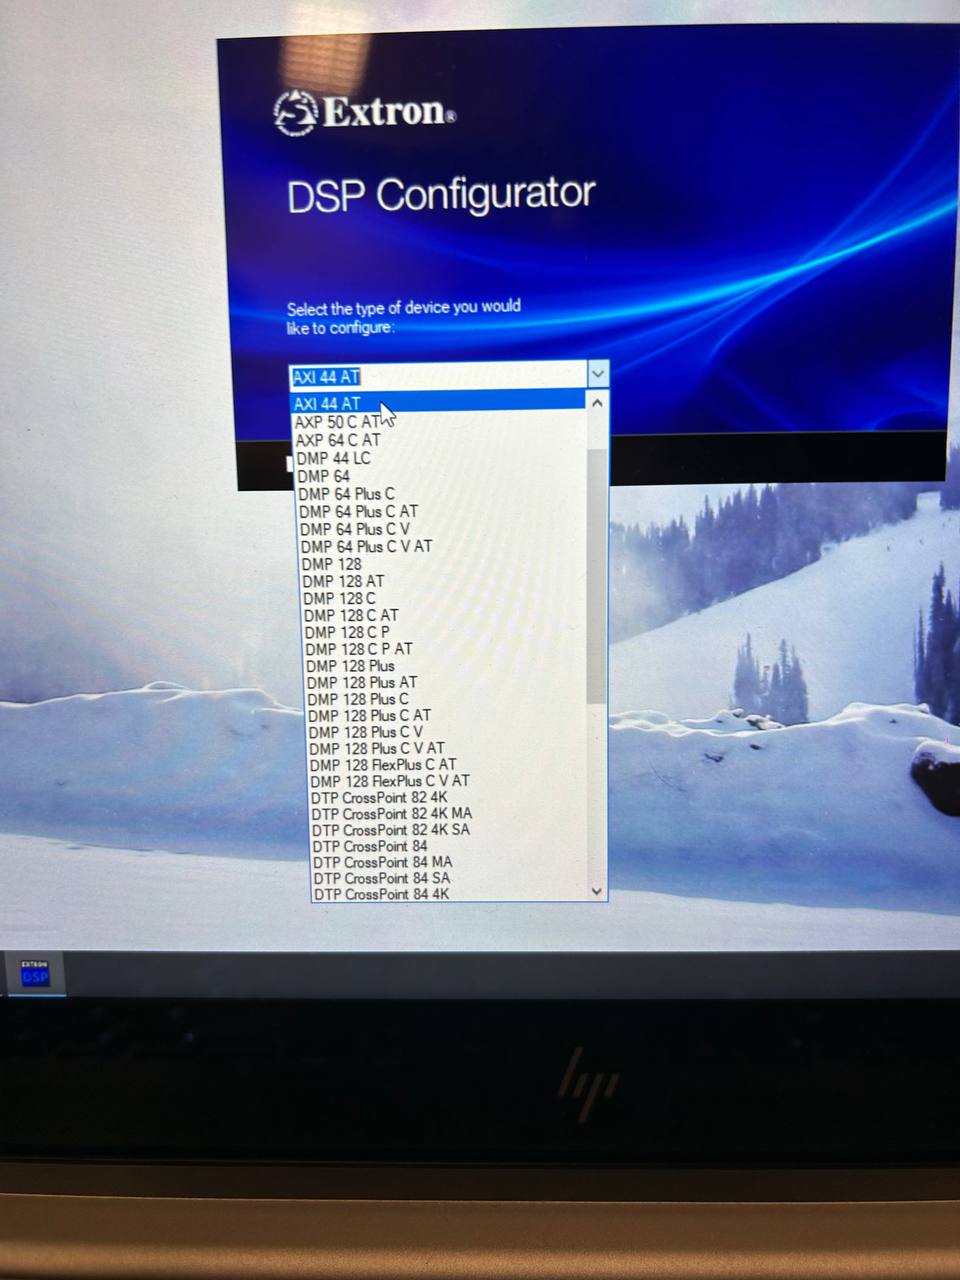 Extron®
DSP Configurator
Select the type of device you would
like to configure:
AXI 44 AT
AXI 44 AT
AXP 50 C AT
AXP 64 C AT
DMP 44 LC
DMP 64
DMP 64 Plus C
DMP 64 Plus C AT
DMP 64 Plus C V
DMP 64 Plus C V AT
DMP 128
DMP 128 AT
DMP 128 C
DMP 128 C AT
DMP 128 C P
DMP 128 C P AT
DMP 128 Plus
DMP 128 Plus AT
DMP 128 Plus C
DMP 128 Plus C AT
DMP 128 Plus C V
DMP 128 Plus C V AT
DMP 128 FlexPlus C AT
DMP 128 FlexPlus C V AT
DTP CrossPoint 82 4K
DTP CrossPoint 82 4K MA
DTP CrossPoint 82 4K SA
DTP CrossPoint 84
DTP CrossPoint 84 MA
DTP CrossPoint 84 SA
DTP CrossPoint 84 4K
EXTRON
DSP
hp